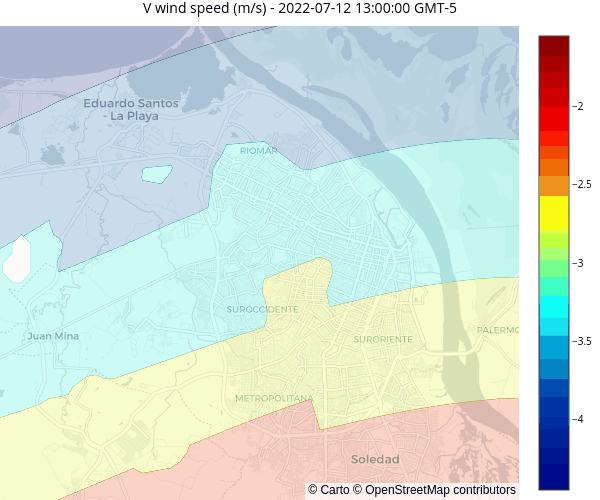 V wind speed (m/s) - 2022-07-12 13:00:00 GMT-5
Eduardo Santos
- La Playa
RIOMAR
SUROCCIDENTE
Juan Mina
SURORIENTE
PALERMO
METROPOLITANA
Soledad
© Carto © OpenStreetMap contributors
−2
−2.5
−3
−3.5
−4